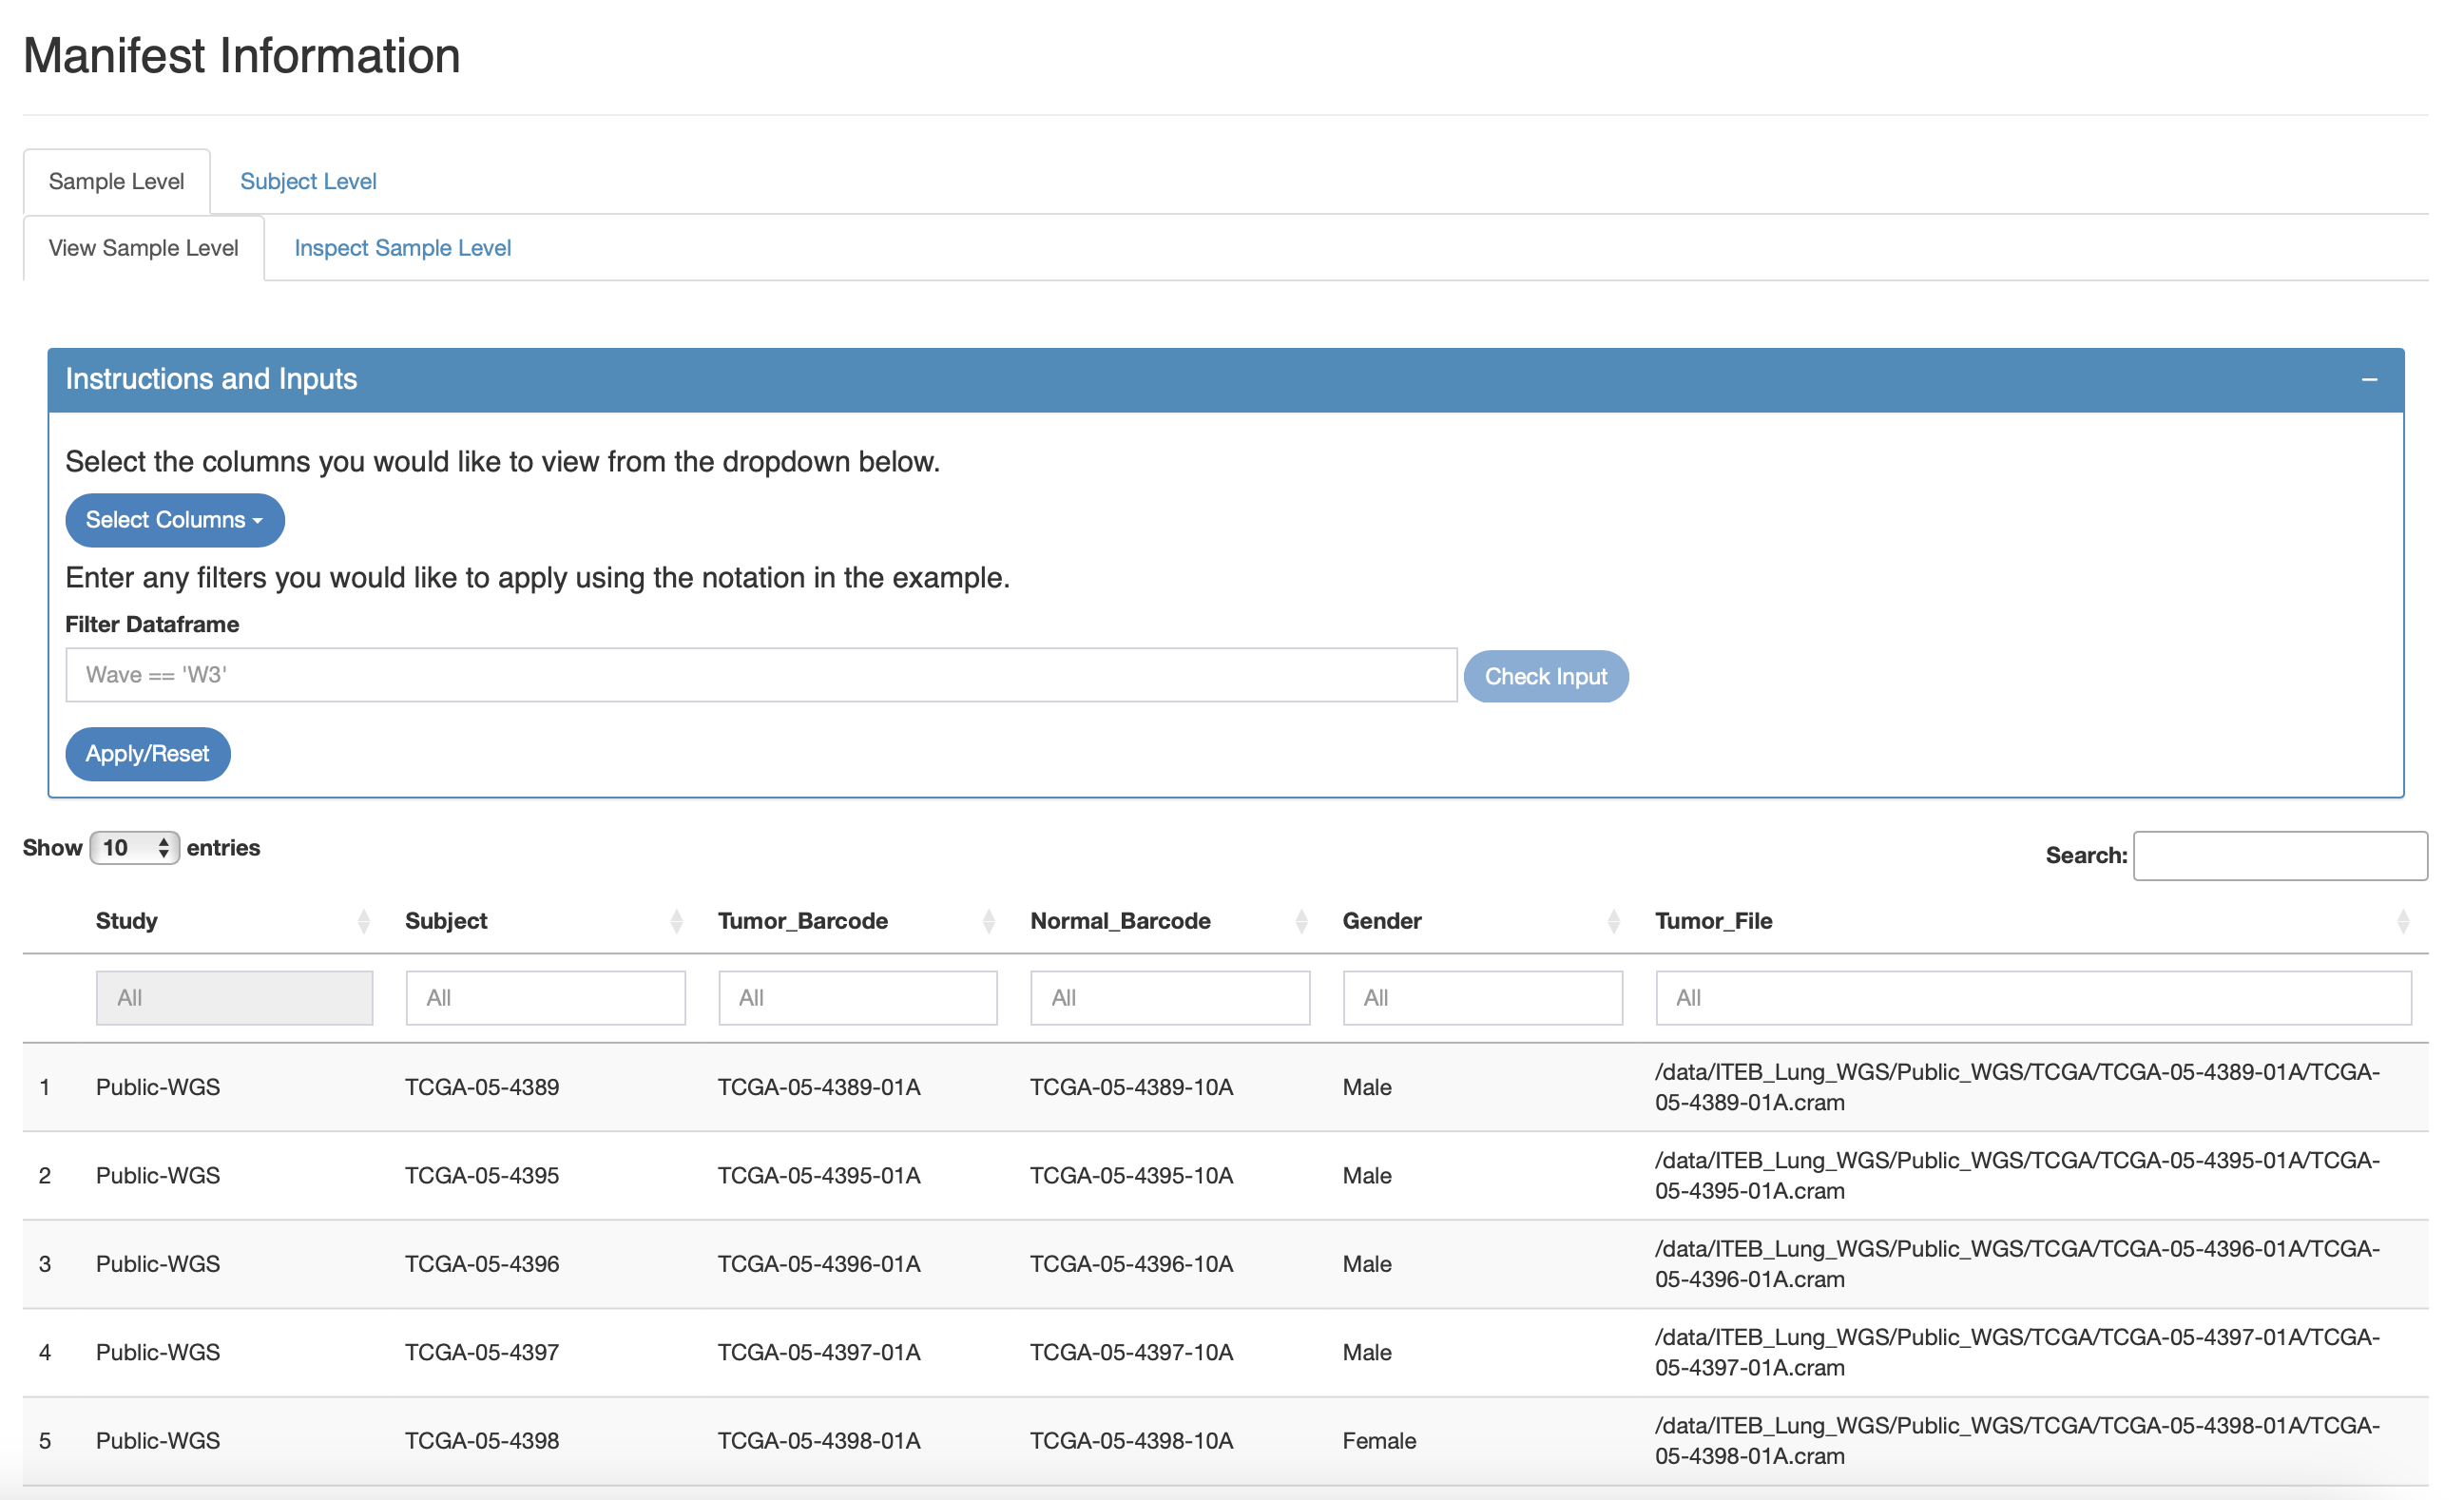 Manifest Information
Sample Level Subject Level
View Sample Level Inspect Sample Level
Instructions and Inputs
Select the columns you would like to view from the dropdown below.
Select Columns
Enter any filters you would like to apply using the notation in the example.
Filter Dataframe
Wave == 'W3' Check Input
Apply/Reset
Show 10 entries Search:
Study Subject Tumor_Barcode Normal_Barcode Gender Tumor_File
All All All All All All
1 Public-WGS TCGA-05-4389 TCGA-05-4389-01A TCGA-05-4389-10A Male /data/ITEB_Lung_WGS/Public_WGS/TCGA/TCGA-05-4389-01A/TCGA-
05-4389-01A.cram
2 Public-WGS TCGA-05-4395 TCGA-05-4395-01A TCGA-05-4395-10A Male /data/ITEB_Lung_WGS/Public_WGS/TCGA/TCGA-05-4395-01A/TCGA-
05-4395-01A.cram
3 Public-WGS TCGA-05-4396 TCGA-05-4396-01A TCGA-05-4396-10A Male /data/ITEB_Lung_WGS/Public_WGS/TCGA/TCGA-05-4396-01A/TCGA-
05-4396-01A.cram
4 Public-WGS TCGA-05-4397 TCGA-05-4397-01A TCGA-05-4397-10A Male /data/ITEB_Lung_WGS/Public_WGS/TCGA/TCGA-05-4397-01A/TCGA-
05-4397-01A.cram
5 Public-WGS TCGA-05-4398 TCGA-05-4398-01A TCGA-05-4398-10A Female /data/ITEB_Lung_WGS/Public_WGS/TCGA/TCGA-05-4398-01A/TCGA-
05-4398-01A.cram